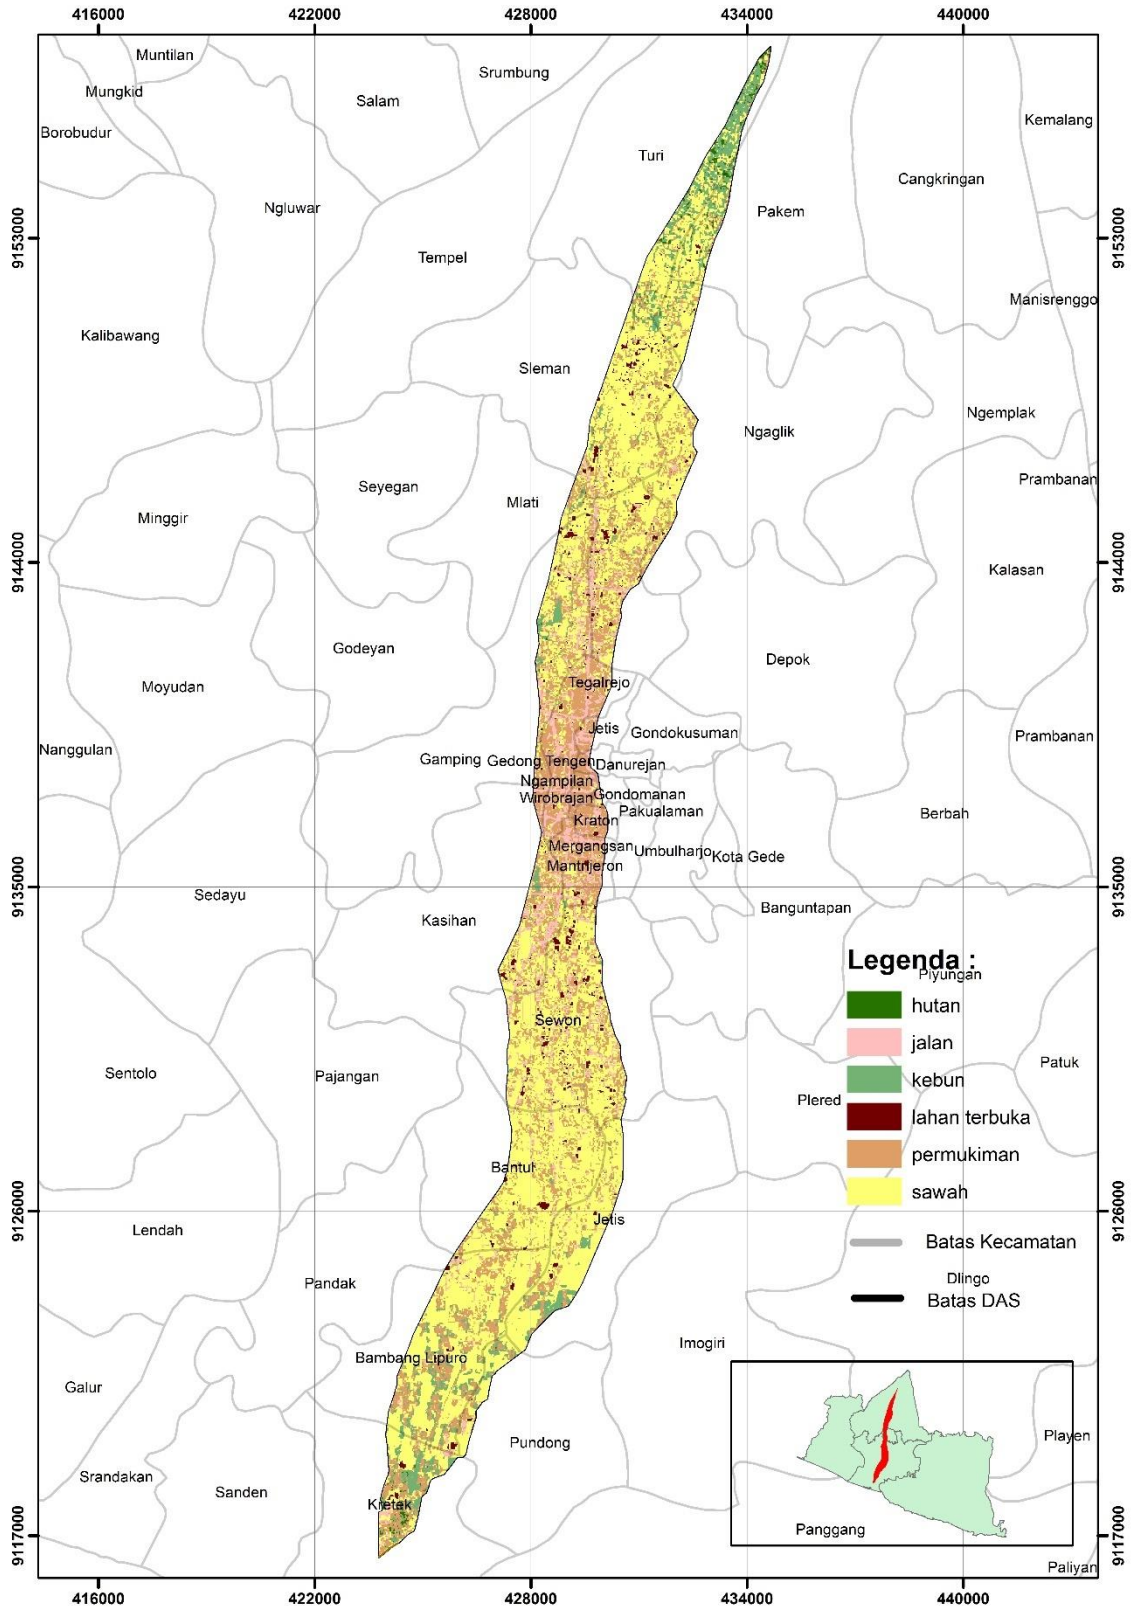 416000 422000 428000 434000 440000
Muntilan
Srumbung
Mungkid
Salam
Kemalang
Borobudur
Turi
Cangkringan
Ngluwar
Pakem
9153000 9153000
Tempel
Manisrenggo
Kalibawang
Sleman
Ngemplak
Ngaglik
Prambanan
Seyegan
Mlati
Minggir
9144000 9144000
Kalasan
Godeyan
Depok
Tegalrejo
Moyudan
Jetis
Gondokusuman
Nanggulan
Prambanan
Gamping
Gedong Tengen
Danurejan
Ngampilan
Wirobrajan
Gondomanan
Pakualaman
Berbah
Kraton
Mergangsan
Umbulharjo
Kota Gede
Mantrijeron
9135000 9135000
Sedayu
Banguntapan
Kasihan
Legenda :
Piyungan
hutan
Sewon
jalan
Patuk
Sentolo
Pajangan
kebun
Plered
lahan terbuka
permukiman
Bantul
sawah
9126000 9126000
Jetis
Lendah
Batas Kecamatan
Pandak
Dlingo
Batas DAS
Imogiri
Bambang Lipuro
Galur
Playen
Pundong
Srandakan
Sanden
Kretek
Panggang
9117000 9117000
Paliyan
416000 422000 428000 434000 440000